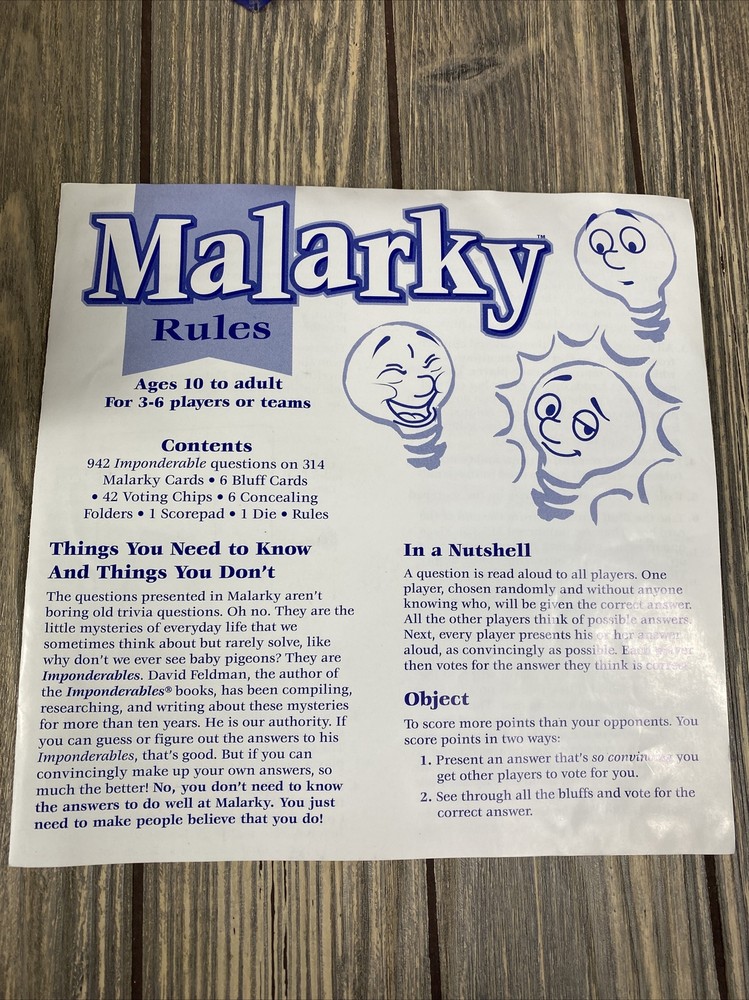 Malarky™
Rules
Ages 10 to adult
For 3-6 players or teams
Contents
942 Imponderable questions on 314
Malarky Cards • 6 Bluff Cards
• 42 Voting Chips • 6 Concealing
Folders • 1 Scorepad • 1 Die • Rules
Things You Need to Know
And Things You Don't
The questions presented in Malarky aren't
boring old trivia questions. Oh no. They are the
little mysteries of everyday life that we
sometimes think about but rarely solve, like
why don't we ever see baby pigeons? They are
Imponderables. David Feldman, the author of
the Imponderables® books, has been compiling,
researching, and writing about these mysteries
for more than ten years. He is our authority. If
you can guess or figure out the answers to his
Imponderables, that's good. But if you can
convincingly make up your own answers, so
much the better! No, you don't need to know
the answers to do well at Malarky. You just
need to make people believe that you do!
In a Nutshell
A question is read aloud to all players. One
player, chosen randomly and without anyone
knowing who, will be given the correct answer.
All the other players think of possible answers.
Next, every player presents his or her answer
aloud, as convincingly as possible. Each player
then votes for the answer they think is correct.
Object
To score more points than your opponents. You
score points in two ways:
1. Present an answer that's so convincing you
get other players to vote for you.
2. See through all the bluffs and vote for the
correct answer.